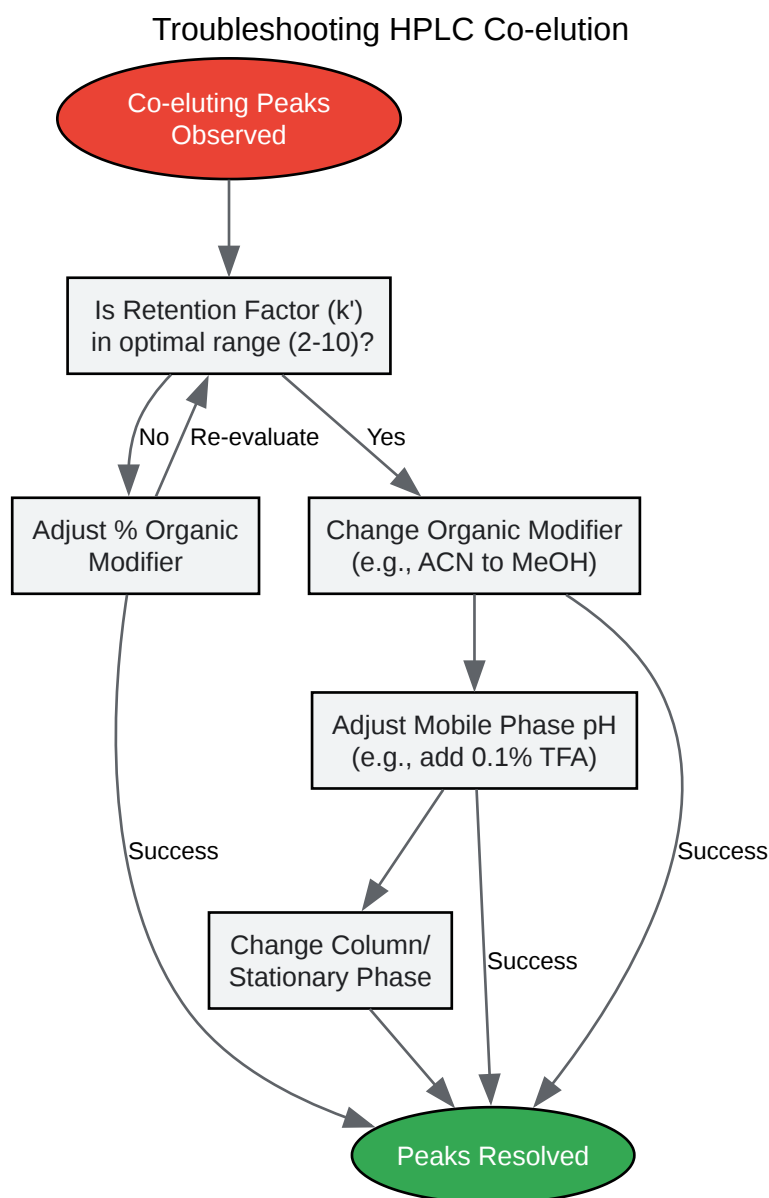 Troubleshooting HPLC Co-elution
Co-eluting Peaks
Observed
Is Retention Factor (k')
in optimal range (2-10)?
No
Re-evaluate
Yes
Adjust % Organic
Modifier
Change Organic Modifier
(e.g., ACN to MeOH)
Adjust Mobile Phase pH
(e.g., add 0.1% TFA)
Success
Success
Change Column/
Stationary Phase
Success
Peaks Resolved